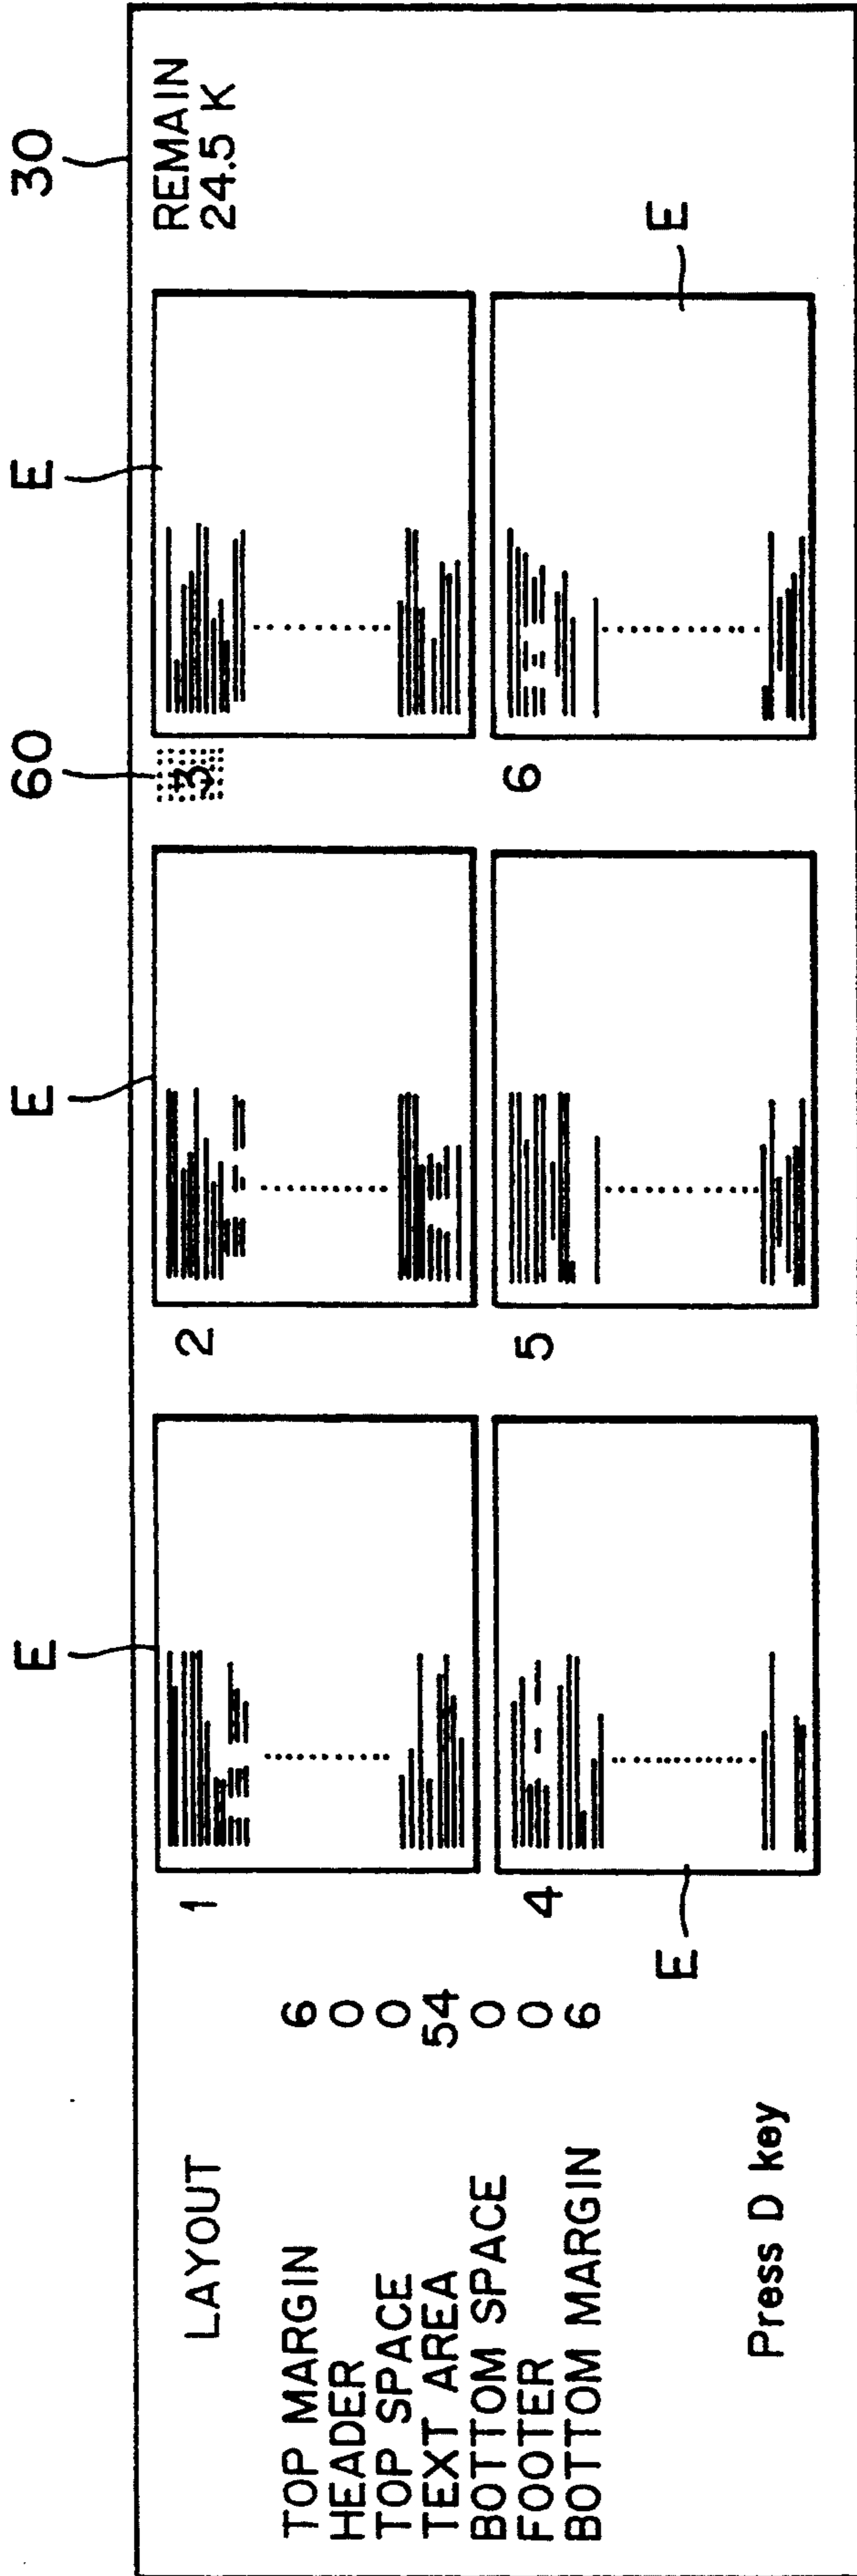 30
60
E
E
E
REMAIN
24.5 K
LAYOUT
1
2
3
TOP MARGIN 6
HEADER 0
TOP SPACE 0
TEXT AREA 54
BOTTOM SPACE 0
FOOTER 0
BOTTOM MARGIN 6
4
5
6
E
E
Press D key